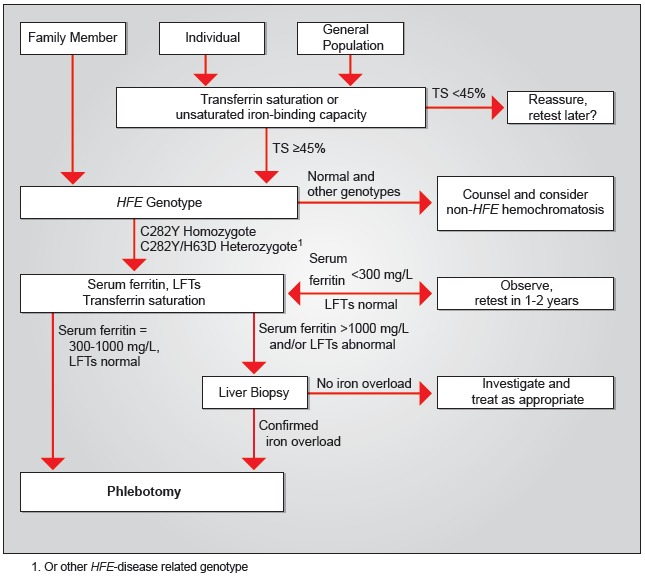 Family Member
Individual
General
Population
Transferrin saturation or
unsaturated iron-binding capacity
TS <45%
Reassure,
retest later?
TS ≥45%
HFE Genotype
Normal and
other genotypes
Counsel and consider
non-HFE hemochromatosis
C282Y Homozygote
C282Y/H63D Heterozygote1
Serum ferritin, LFTs
Transferrin saturation
Serum
ferritin <300 mg/L
LFTs normal
Observe,
retest in 1-2 years
Serum ferritin =
300-1000 mg/L,
LFTs normal
Serum ferritin >1000 mg/L
and/or LFTs abnormal
Liver Biopsy
No iron overload
Investigate and
treat as appropriate
Confirmed
iron overload
Phlebotomy
1. Or other HFE-disease related genotype